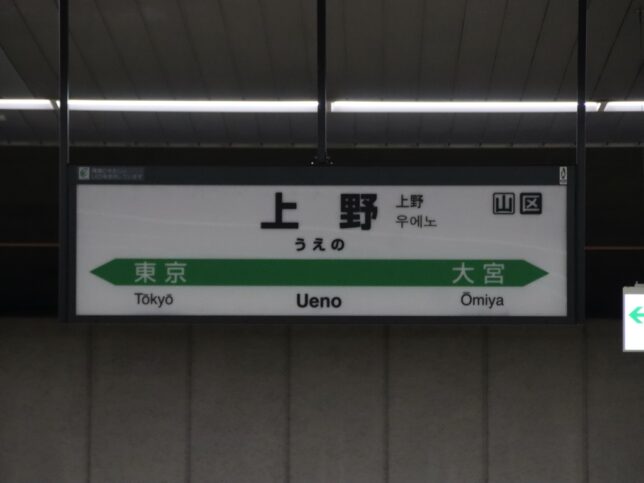 上野
上野
우에노
山区
うえの
東京 大宮
Tōkyō Ueno Ōmiya